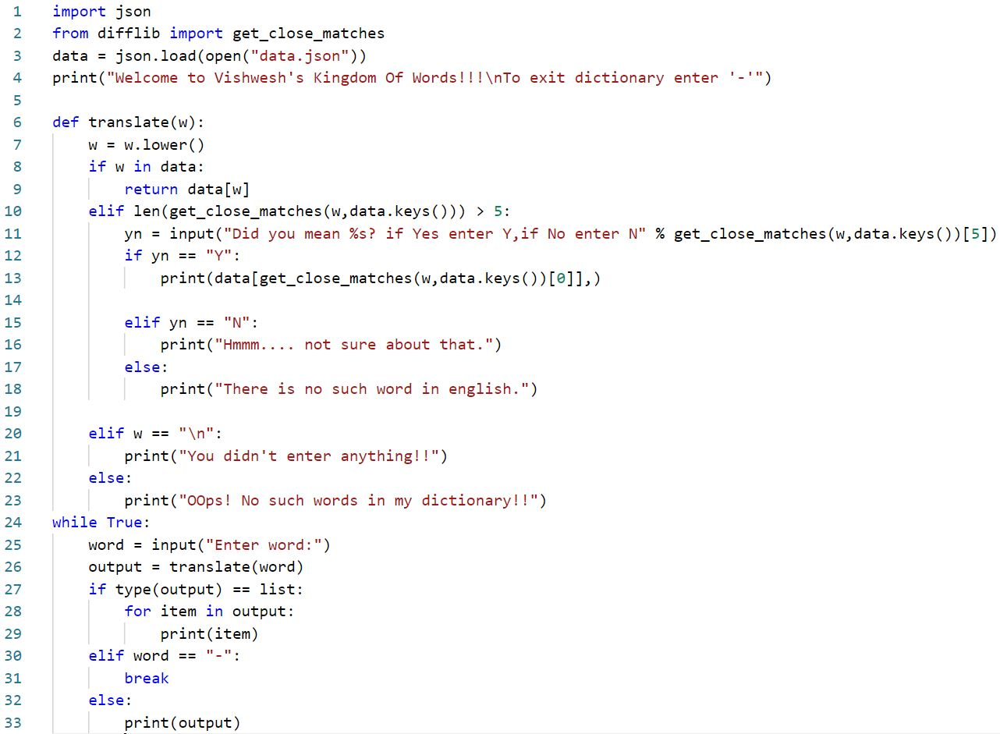 1 import json
2 from difflib import get_close_matches
3 data = json.load(open("data.json"))
4 print("Welcome to Vishwesh's Kingdom Of Words!!!\nTo exit dictionary enter '-'")
5
6 def translate(w):
7     w = w.lower()
8     if w in data:
9         return data[w]
10     elif len(get_close_matches(w,data.keys())) > 5:
11         yn = input("Did you mean %s? if Yes enter Y,if No enter N" % get_close_matches(w,data.keys())[5])
12         if yn == "Y":
13             print(data[get_close_matches(w,data.keys())[0]],)
14
15         elif yn == "N":
16             print("Hmmm.... not sure about that.")
17         else:
18             print("There is no such word in english.")
19
20     elif w == "\n":
21         print("You didn't enter anything!!")
22     else:
23         print("OOps! No such words in my dictionary!!")
24 while True:
25     word = input("Enter word:")
26     output = translate(word)
27     if type(output) == list:
28         for item in output:
29             print(item)
30     elif word == "-":
31         break
32     else:
33         print(output)